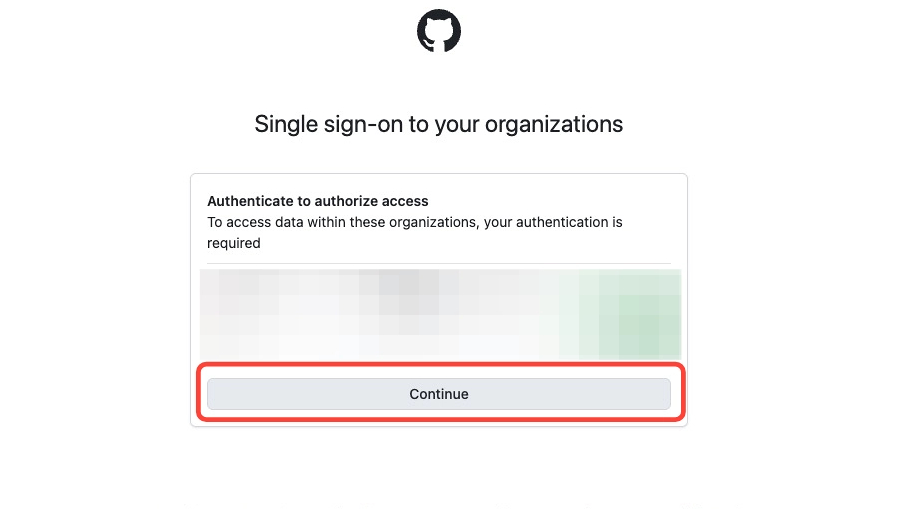 Single sign-on to your organizations
Authenticate to authorize access
To access data within these organizations, your authentication is
required
Continue